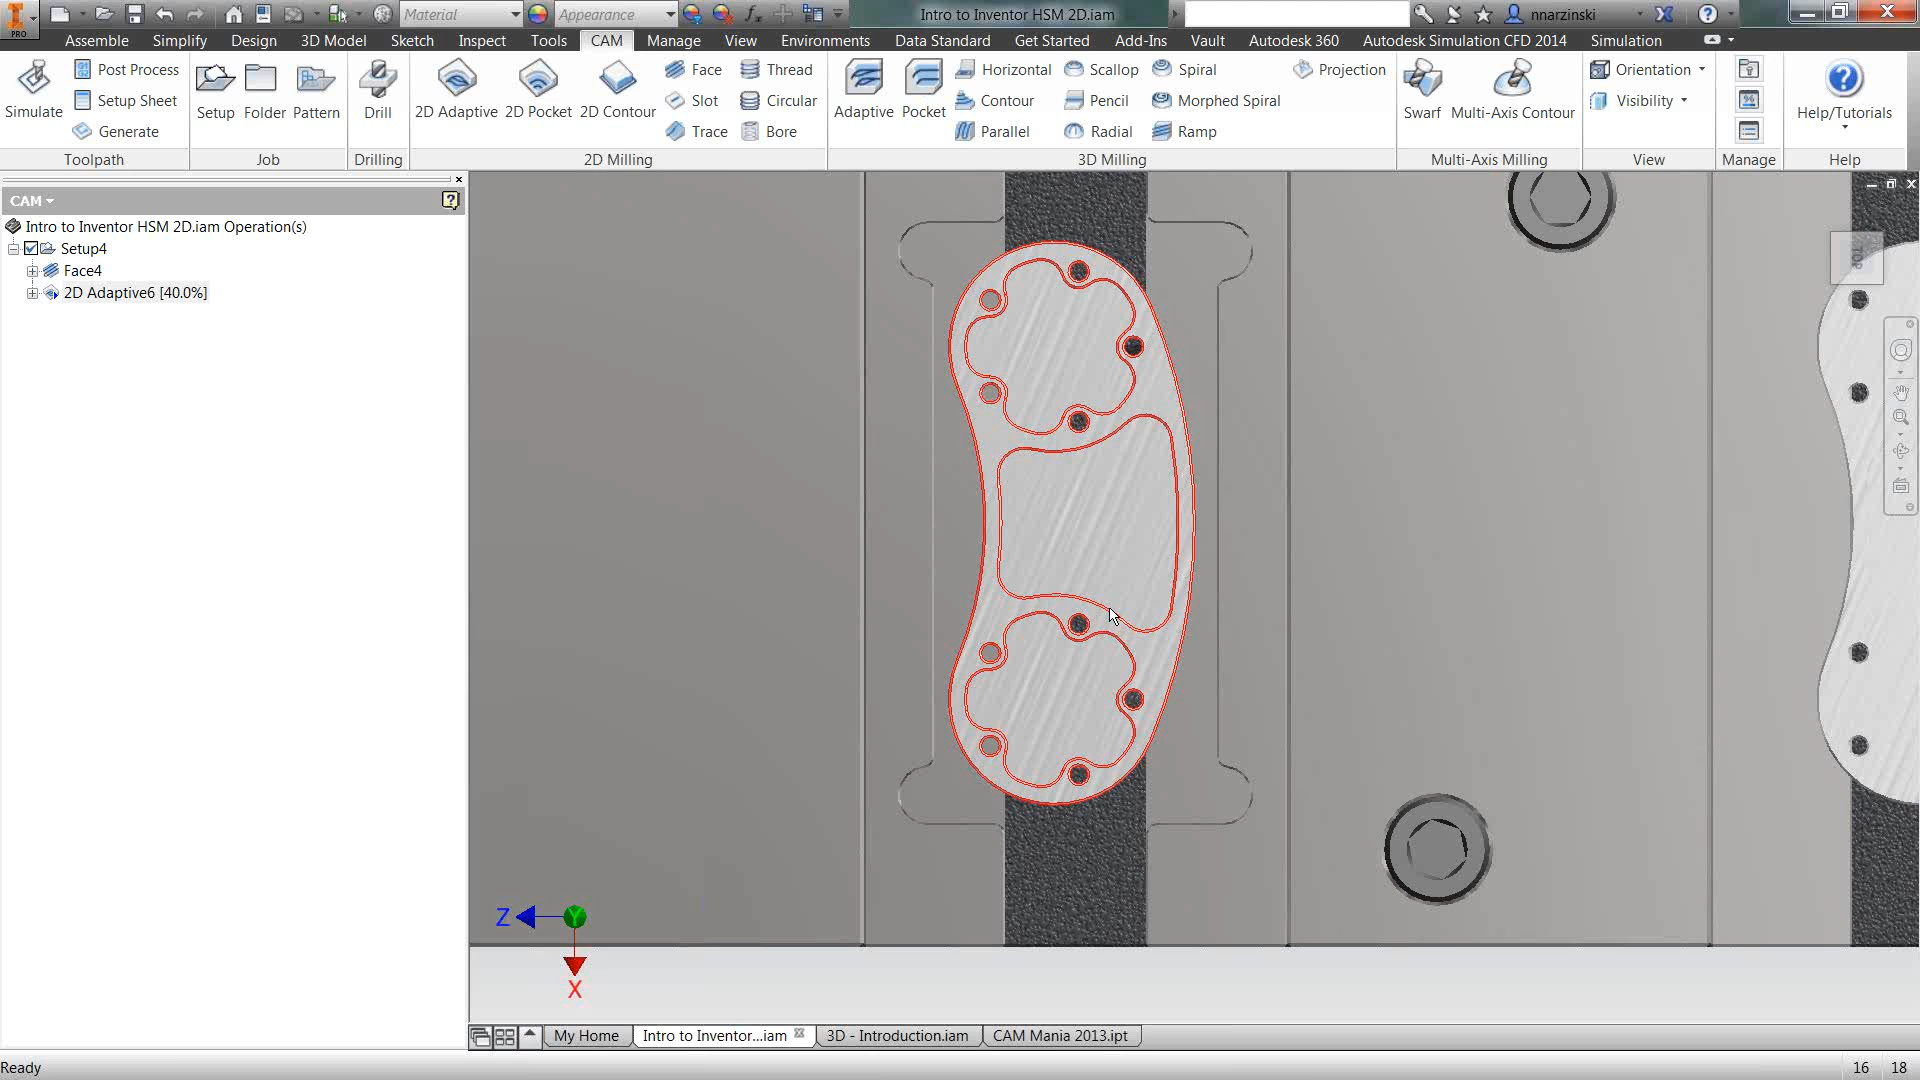 PRO
Material
Appearance
Intro to Inventor HSM 2D.iam
nnarzinski
Assemble Simplify Design 3D Model Sketch Inspect Tools CAM Manage View Environments Data Standard Get Started Add-Ins Vault Autodesk 360 Autodesk Simulation CFD 2014 Simulation
Simulate
Post Process
Setup Sheet
Generate
Toolpath
Setup Folder Pattern
Job
Drill
Drilling
2D Adaptive 2D Pocket 2D Contour
Face
Slot
Trace
Thread
Circular
Bore
2D Milling
Adaptive Pocket
Horizontal
Contour
Parallel
Scallop
Pencil
Radial
Spiral
Morphed Spiral
Ramp
Projection
3D Milling
Swarf Multi-Axis Contour
Multi-Axis Milling
Orientation
Visibility
View
Manage
Help/Tutorials
Help
CAM
Intro to Inventor HSM 2D.iam Operation(s)
Setup4
Face4
2D Adaptive6 [40.0%]
TOP
Z
Y
X
My Home
Intro to Inventor...iam
3D - Introduction.iam
CAM Mania 2013.ipt
Ready
16 18